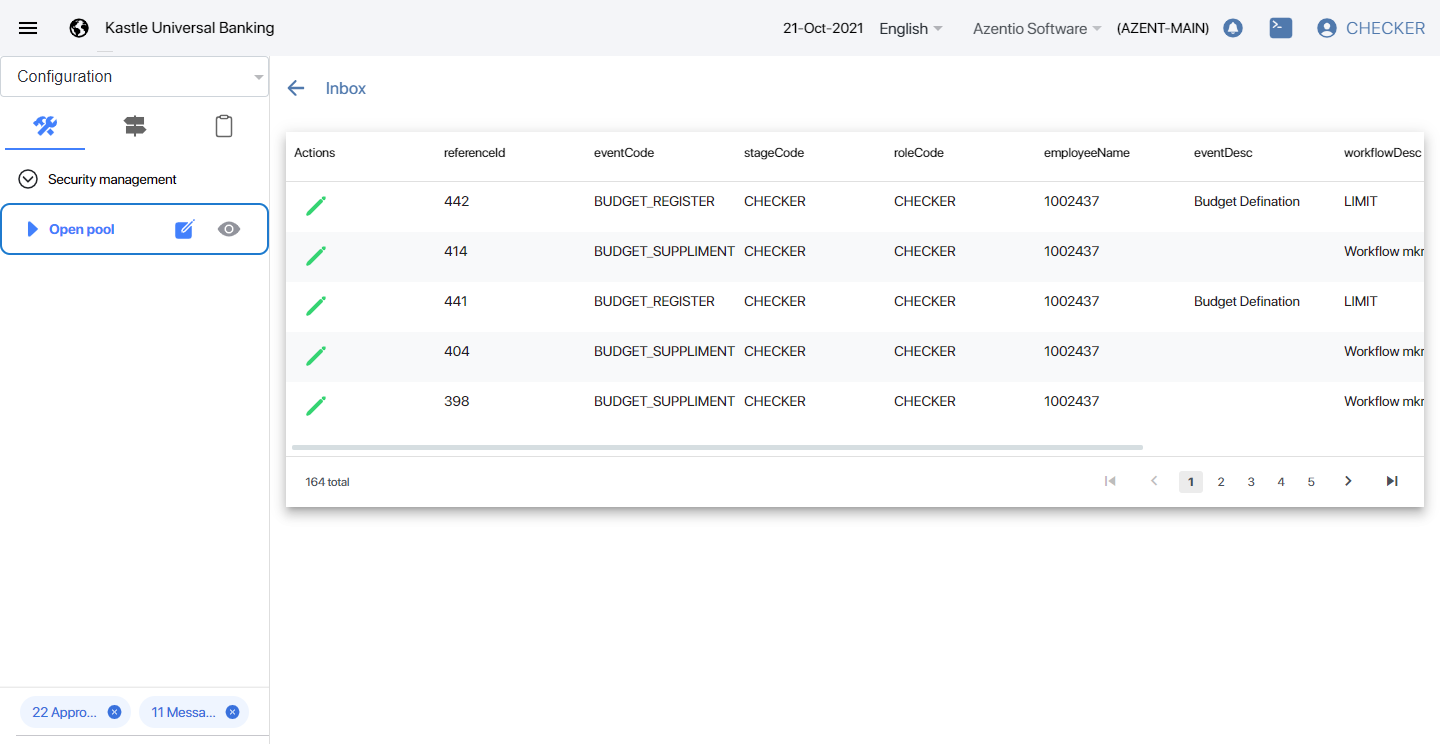 Kastle Universal Banking 21-Oct-2021 English Azentio Software (AZENT-MAIN) CHECKER
Configuration
Security management
Open pool
22 Appro... 11 Messa...
Inbox
Actions referenceId eventCode stageCode roleCode employeeName eventDesc workflowDesc
442 BUDGET_REGISTER CHECKER CHECKER 1002437 Budget Defination LIMIT
414 BUDGET_SUPPLIMENT CHECKER CHECKER 1002437 Workflow mkr
441 BUDGET_REGISTER CHECKER CHECKER 1002437 Budget Defination LIMIT
404 BUDGET_SUPPLIMENT CHECKER CHECKER 1002437 Workflow mkr
398 BUDGET_SUPPLIMENT CHECKER CHECKER 1002437 Workflow mkr
164 total 1 2 3 4 5